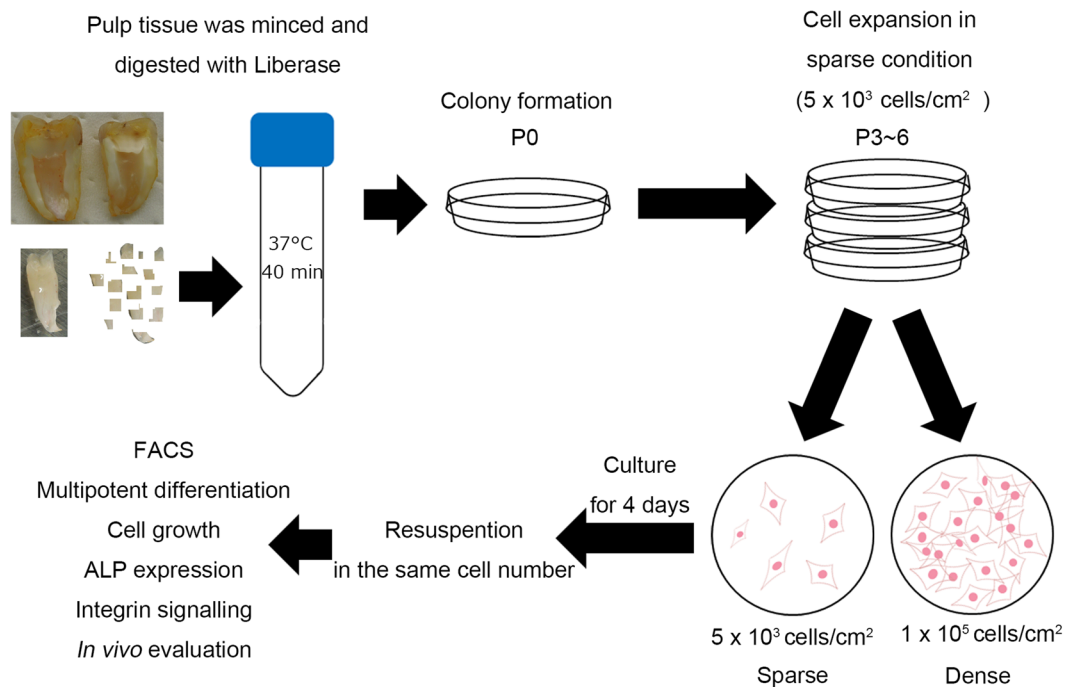 Pulp tissue was minced and
digested with Liberase
37°C
40 min
Colony formation
P0
Cell expansion in
sparse condition
(5 x 10³ cells/cm² )
P3~6
5 x 10³ cells/cm²
Sparse
1 x 10⁵ cells/cm²
Dense
Culture
for 4 days
Resuspention
in the same cell number
FACS
Multipotent differentiation
Cell growth
ALP expression
Integrin signalling
In vivo evaluation